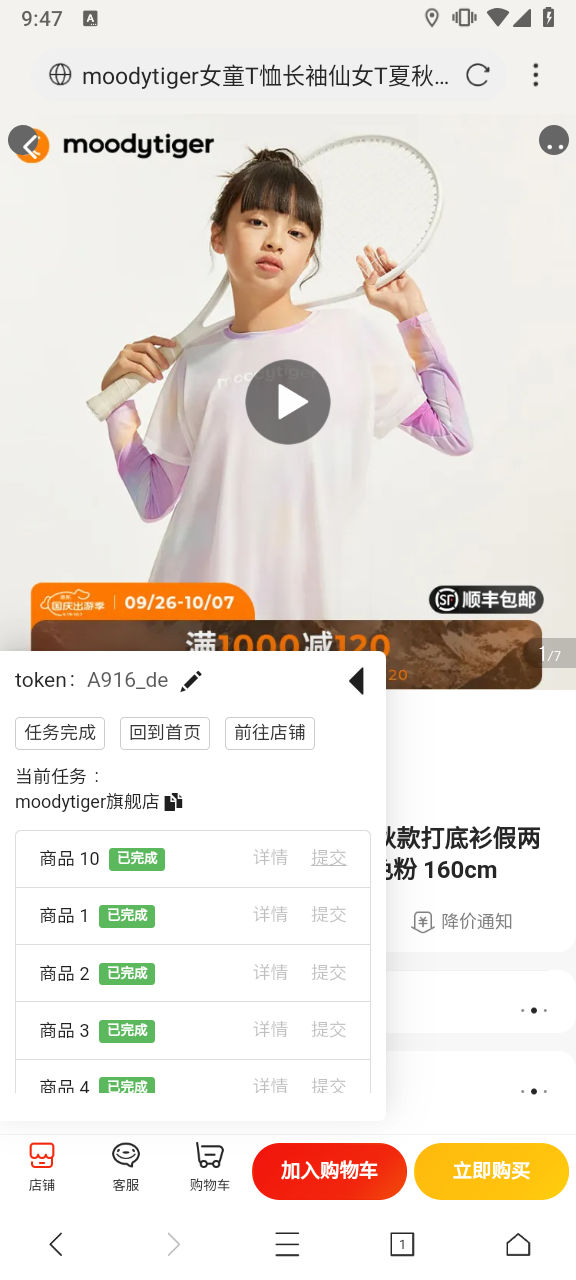 9:47
A
moodytiger女童T恤长袖仙女T夏秋...
moodytiger
moodytiger
京东
国庆出游季
09/26-10/07
顺丰包邮
满1000减120
20
1/7
token： A916_de
任务完成 回到首页 前往店铺
当前任务：
moodytiger旗舰店
商品 10 已完成 详情 提交
商品 1 已完成 详情 提交
商品 2 已完成 详情 提交
商品 3 已完成 详情 提交
商品 4 已完成 详情 提交
秋款打底衫假两
色粉 160cm
降价通知
店铺 客服 购物车 加入购物车 立即购买
1